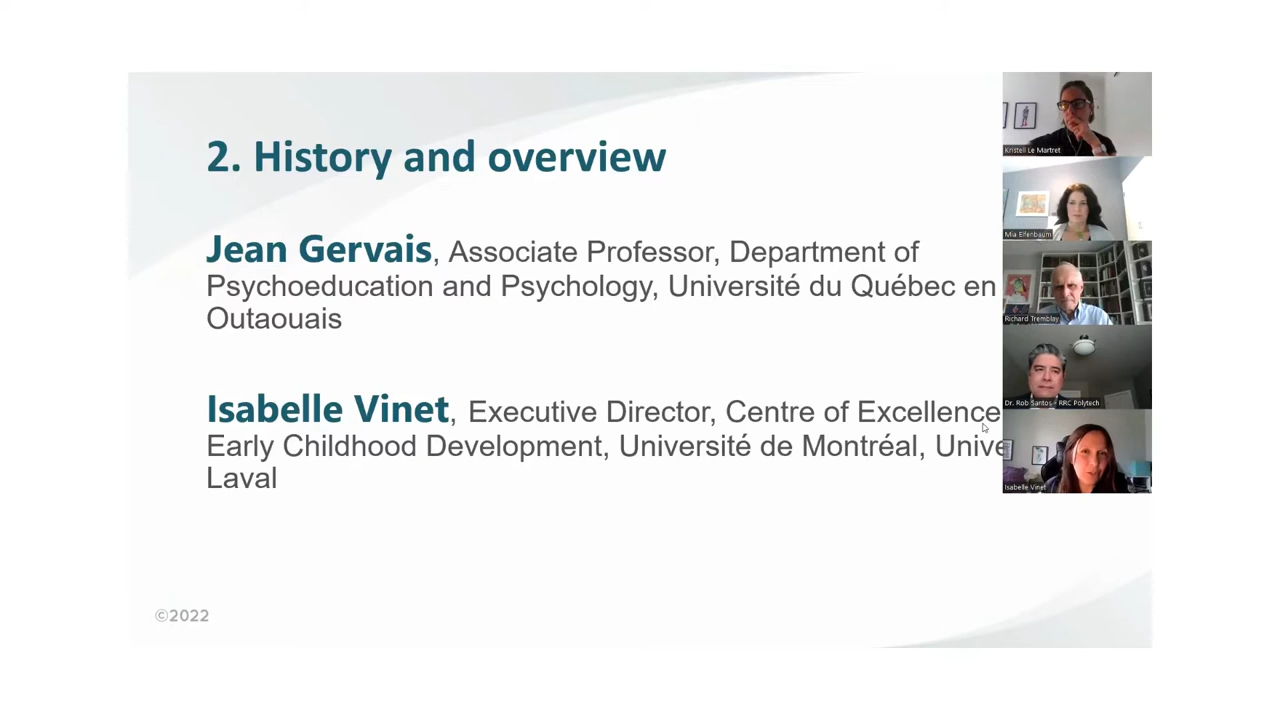 2. History and overview
Jean Gervais, Associate Professor, Department of
Psychoeducation and Psychology, Université du Québec en
Outaouais
Isabelle Vinet, Executive Director, Centre of Excellence
Early Childhood Development, Université de Montréal, Unive
Laval
©2022
Kristell Le Martret
Mia Elfenbaum
Richard Tremblay
Dr. Rob Santos - RRC Polytech
Isabelle Vinet